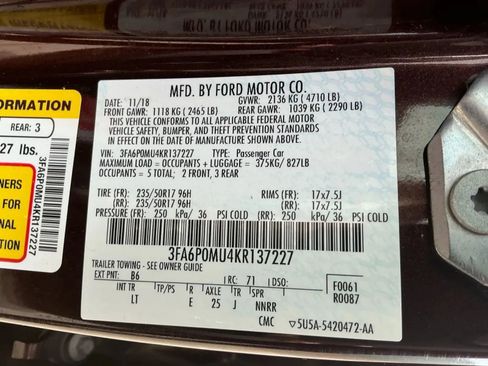 MFD. BY FORD MOTOR CO.
DATE: 11/18 GVWR: 2136 KG ( 4710 LB)
FRONT GAWR: 1118 KG ( 2465 LB) 1039 KG ( 2290 LB)
THIS VEHICLE CONFORMS TO ALL APPLICABLE FEDERAL MOTOR
VEHICLE SAFETY, BUMPER, AND THEFT PREVENTION STANDARDS IN
EFFECT ON THE DATE OF MANUFACTURE SHOWN ABOVE.
VIN: 3FA6P0MU4KR137227 TYPE: Passenger Car
MAXIMUM LOAD = OCCUPANTS + LUGGAGE = 375KG/ 827LB
OCCUPANTS = 5 TOTAL; 2 FRONT, 3 REAR
TIRE (FR) 235/50R17 96H RIMS (FR) 17x7.5J
TIRE (RR) 235/50R17 96H RIMS (RR) 17x7.5J
PRESSURE (FR) 250 kPa/ 36 PSI COLD (RR) 250 kPa/ 36 PSI COLD
3FA6P0MU4KR137227
TRAILER TOWING - SEE OWNER GUIDE
EXT PNT: B6 RC: 71 F0061
INT TR TP/PS R AXLE TR SPR R0087
LT E 25 J NNRR
CMC 5U5A-5420472-AA
FORMATION
REAR: 3
27 lbs.
NERS
FOR
ON
3FA6P0MU4KR137227